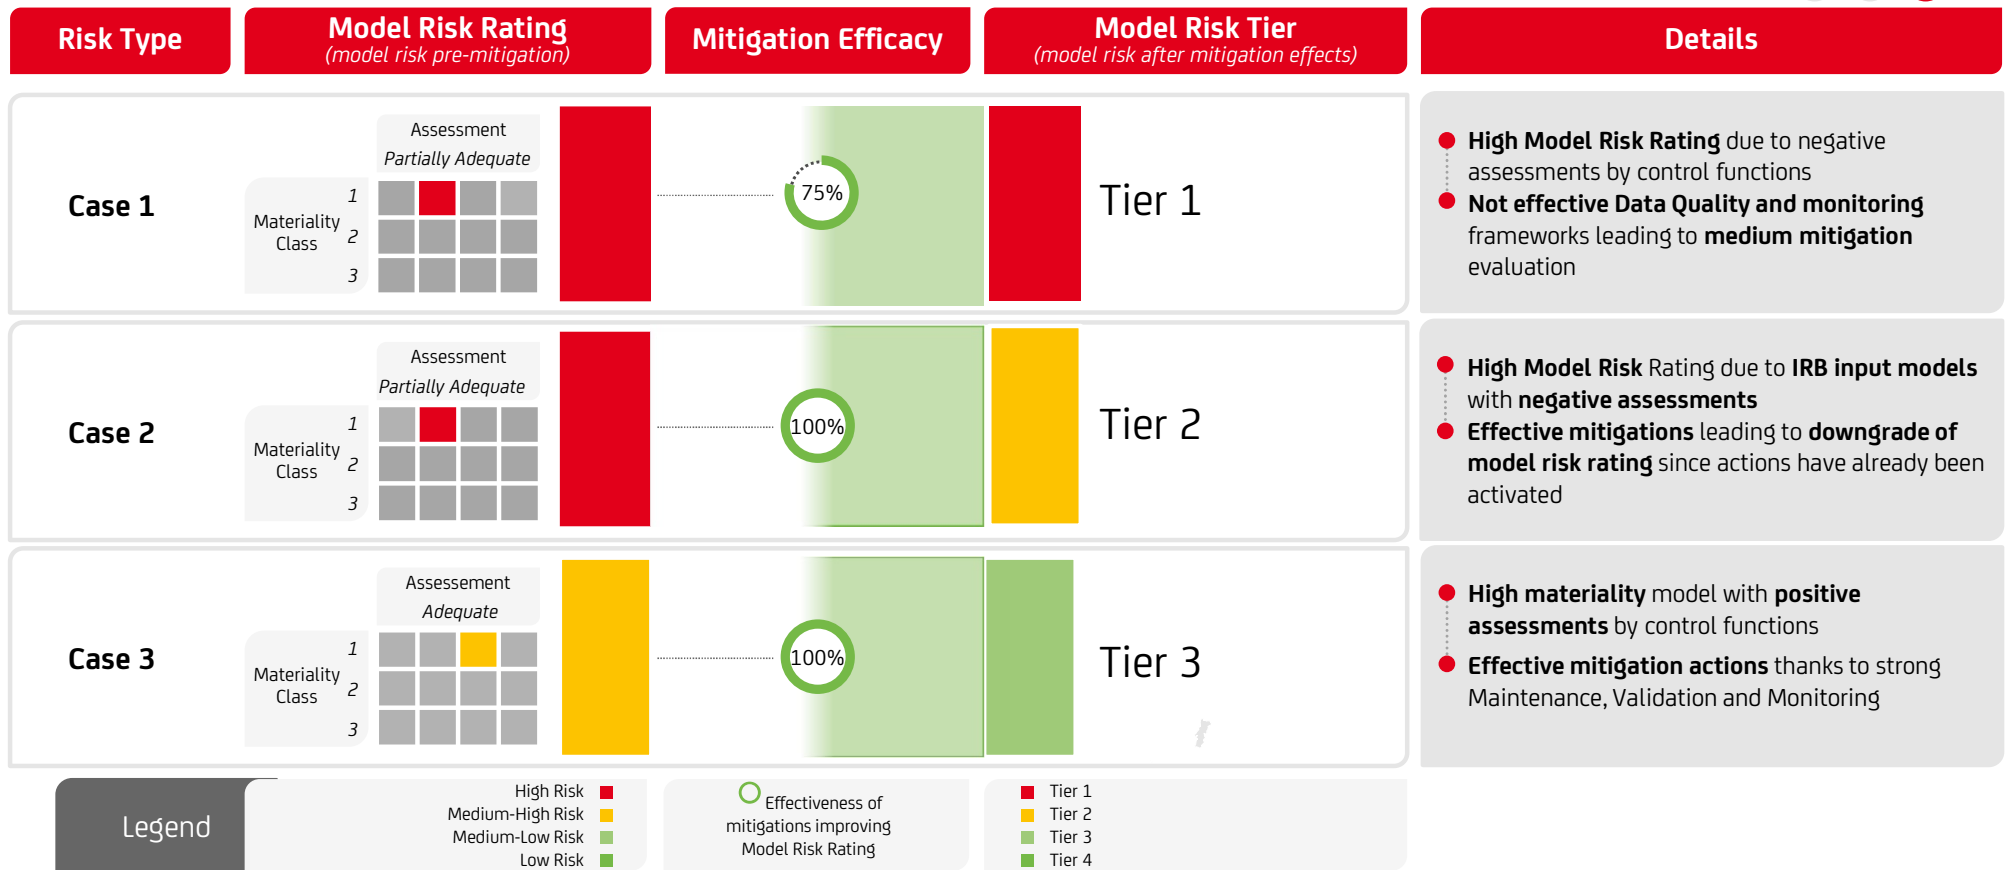 Risk Type
Model Risk Rating
(model risk pre-mitigation)
Mitigation Efficacy
Model Risk Tier
(model risk after mitigation effects)
Details
Case 1
Assessment
Partially Adequate
Materiality
Class
1
2
3
75%
Tier 1
High Model Risk Rating due to negative
assessments by control functions
Not effective Data Quality and monitoring
frameworks leading to medium mitigation
evaluation
Case 2
Assessment
Partially Adequate
Materiality
Class
1
2
3
100%
Tier 2
High Model Risk Rating due to IRB input models
with negative assessments
Effective mitigations leading to downgrade of
model risk rating since actions have already been
activated
Case 3
Assessement
Adequate
Materiality
Class
1
2
3
100%
Tier 3
High materiality model with positive
assessments by control functions
Effective mitigation actions thanks to strong
Maintenance, Validation and Monitoring
Legend
High Risk
Medium-High Risk
Medium-Low Risk
Low Risk
Effectiveness of
mitigations improving
Model Risk Rating
Tier 1
Tier 2
Tier 3
Tier 4